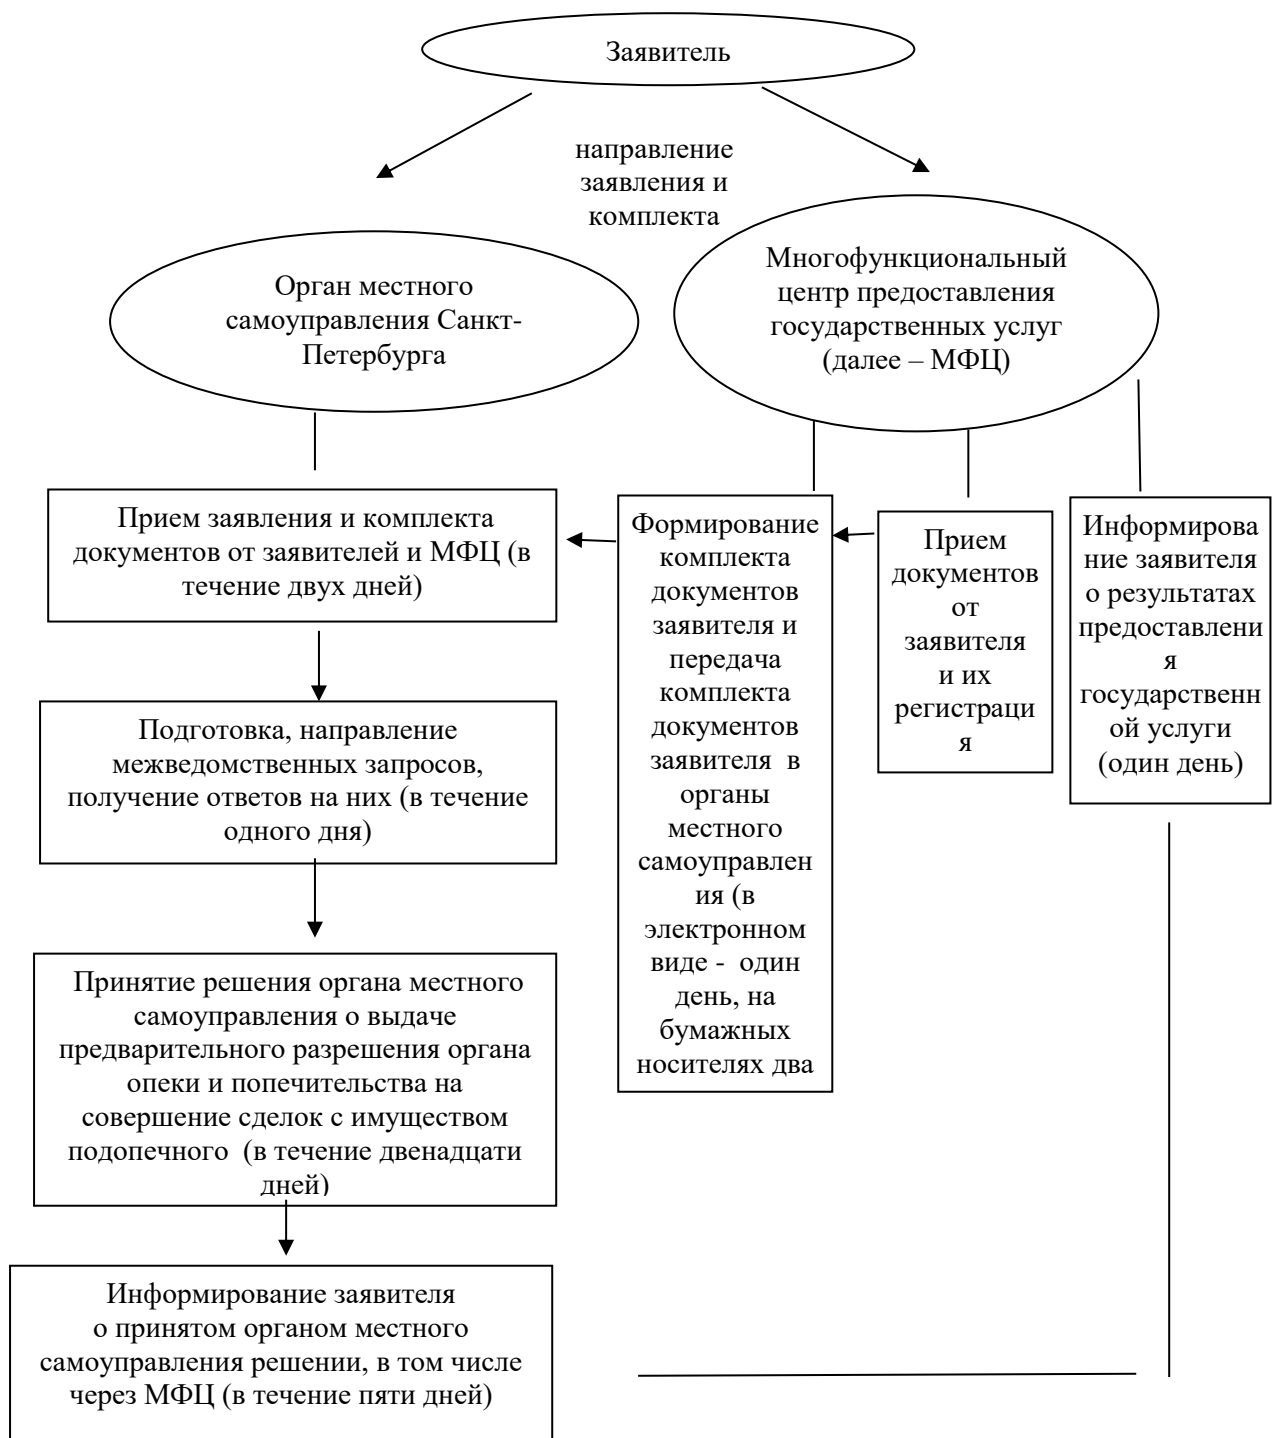 Заявитель
направление
заявления и
комплекта
Орган местного
самоуправления Санкт-
Петербурга
Многофункциональный
центр предоставления
государственных услуг
(далее – МФЦ)
Прием заявления и комплекта
документов от заявителей и МФЦ (в
течение двух дней)
Формирование
комплекта
документов
заявителя и
передача
комплекта
документов
заявителя в
органы
местного
самоуправлен
ия (в
электронном
виде - один
день, на
бумажных
носителях два
Прием
документов
от
заявителя
и их
регистраци
я
Информирова
ние заявителя
о результатах
предоставлени
я
государственн
ой услуги
(один день)
Подготовка, направление
межведомственных запросов,
получение ответов на них (в течение
одного дня)
Принятие решения органа местного
самоуправления о выдаче
предварительного разрешения органа
опеки и попечительства на
совершение сделок с имуществом
подопечного (в течение двенадцати
дней)
Информирование заявителя
о принятом органом местного
самоуправления решении, в том числе
через МФЦ (в течение пяти дней)